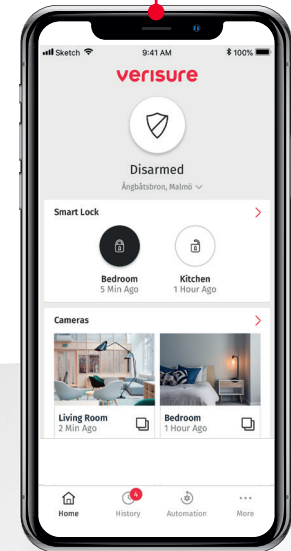 Sketch 9:41 AM 100%
verisure
Disarmed
Ångbåtsbron, Malmö
Smart Lock
Bedroom Kitchen
5 Min Ago 1 Hour Ago
Cameras
Living Room Bedroom
2 Min Ago 1 Hour Ago
4
Home History Automation More